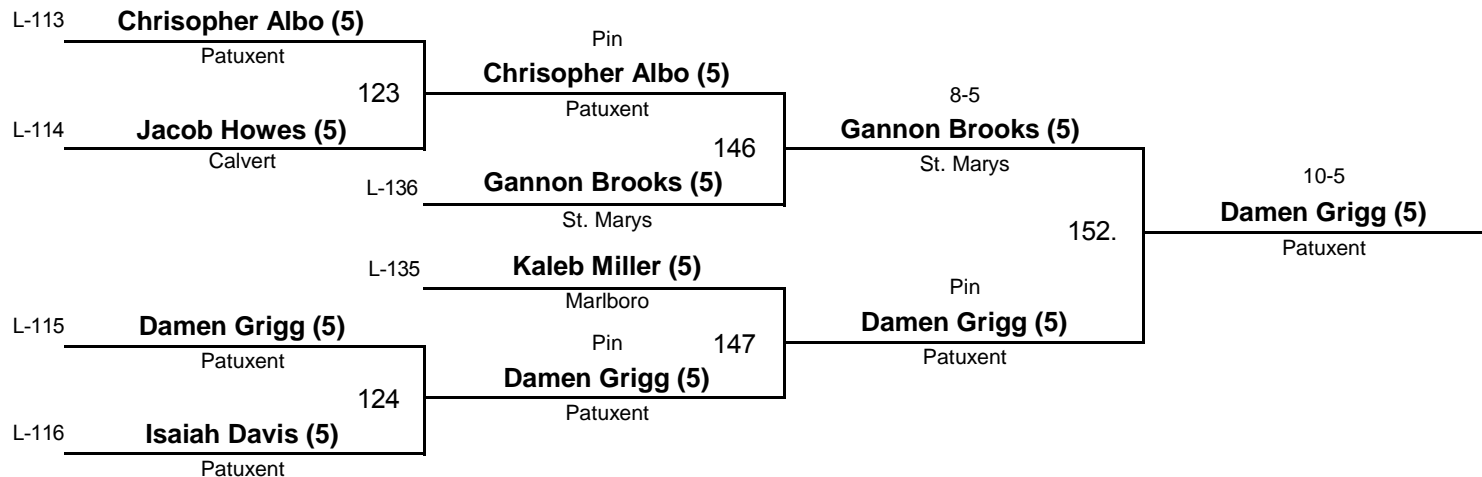 L-113
Chrisopher Albo (5)
Patuxent
123
L-114
Jacob Howes (5)
Calvert
Pin
Chrisopher Albo (5)
Patuxent
146
L-136
Gannon Brooks (5)
St. Marys
8-5
Gannon Brooks (5)
St. Marys
152.
10-5
Damen Grigg (5)
Patuxent
L-135
Kaleb Miller (5)
Marlboro
147
Pin
Damen Grigg (5)
Patuxent
L-115
Damen Grigg (5)
Patuxent
124
Pin
Damen Grigg (5)
Patuxent
L-116
Isaiah Davis (5)
Patuxent